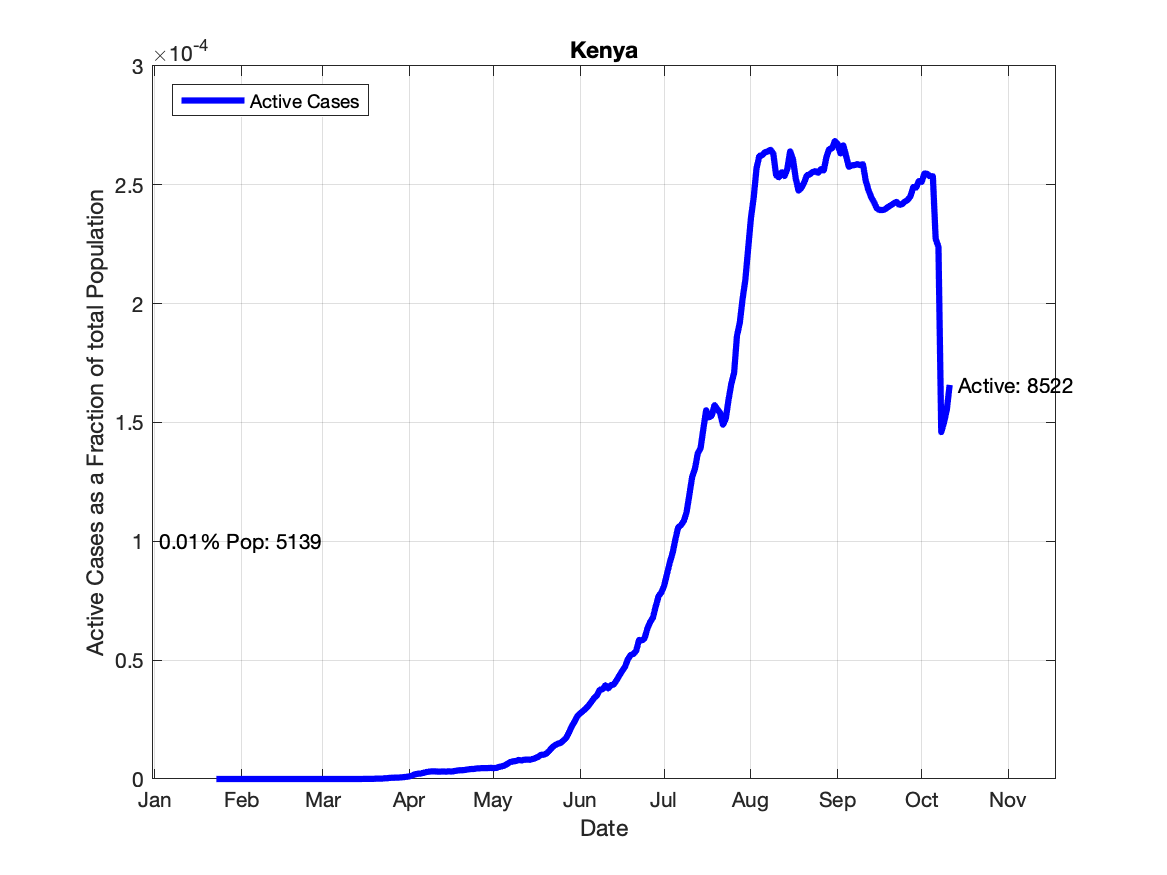 Kenya
×10-4
Active Cases
3
2.5
2
1.5
1
0.5
0
Active Cases as a Fraction of total Population
0.01% Pop: 5139
Active: 8522
Jan Feb Mar Apr May Jun Jul Aug Sep Oct Nov
Date